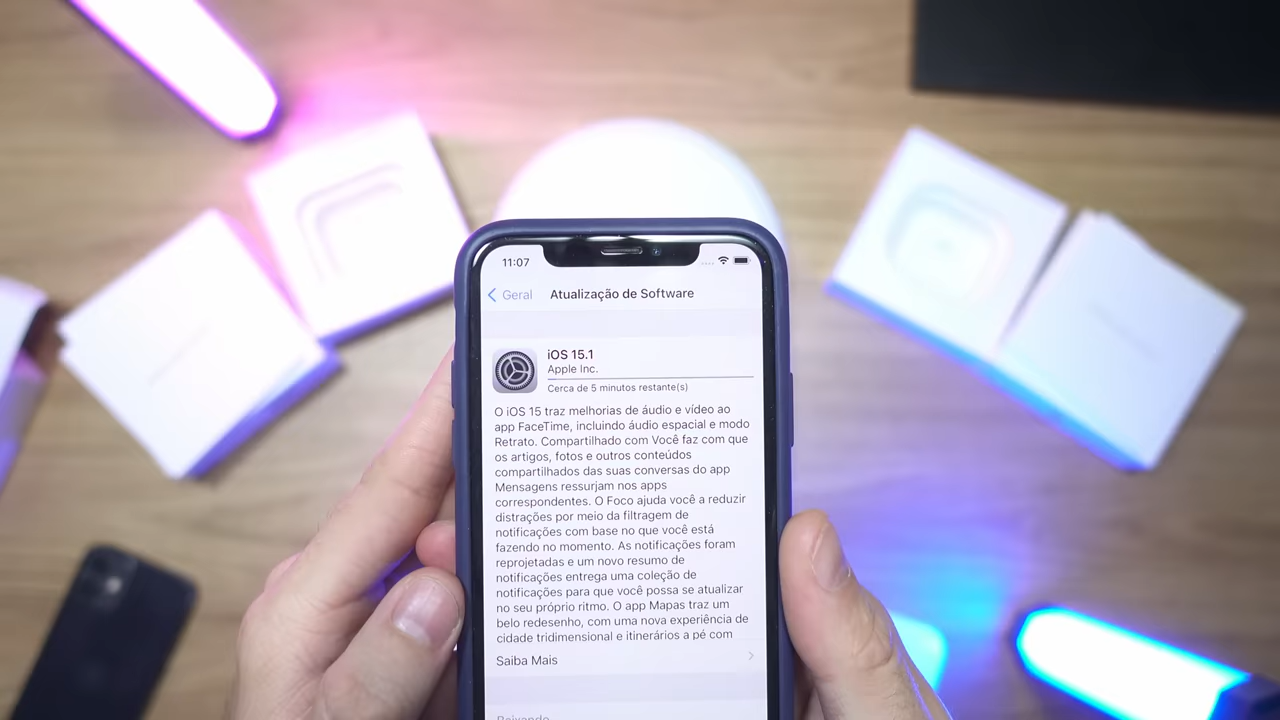 11:07
Geral
Atualização de Software
iOS 15.1
Apple Inc.
Cerca de 5 minutos restante(s)
O iOS 15 traz melhorias de áudio e vídeo ao
app FaceTime, incluindo áudio espacial e modo
Retrato. Compartilhado com Você faz com que
os artigos, fotos e outros conteúdos
compartilhados das suas conversas do app
Mensagens ressurjam nos apps
correspondentes. O Foco ajuda você a reduzir
distrações por meio da filtragem de
notificações com base no que você está
fazendo no momento. As notificações foram
reprojetadas e um novo resumo de
notificações entrega uma coleção de
notificações para que você possa se atualizar
no seu próprio ritmo. O app Mapas traz um
belo redesenho, com uma nova experiência de
cidade tridimensional e itinerários a pé com
Saiba Mais
Baixando